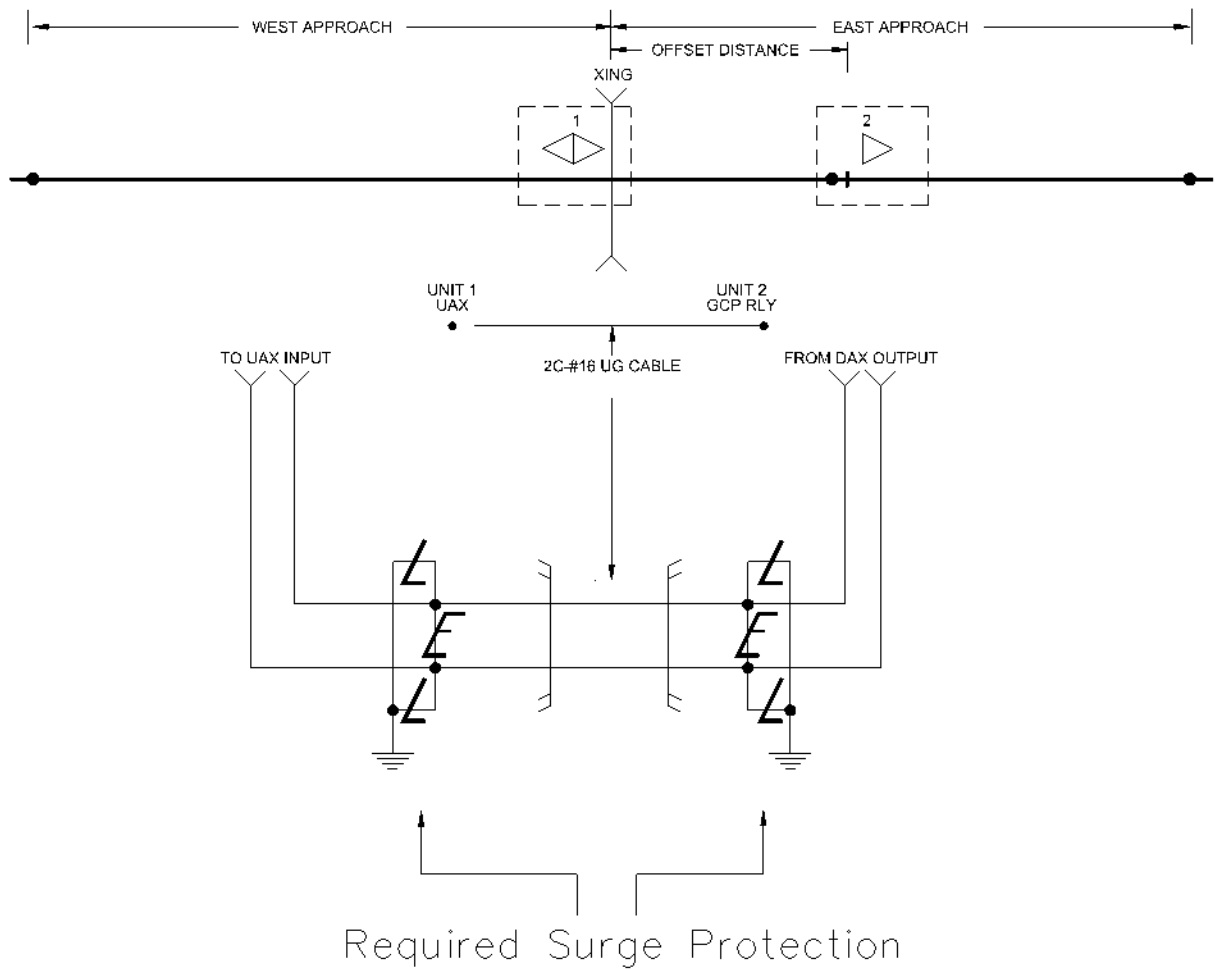 WEST APPROACH
EAST APPROACH
OFFSET DISTANCE
XING
1
2
UNIT 1
UAX
UNIT 2
GCP RLY
TO UAX INPUT
2C-#16 UG CABLE
FROM DAX OUTPUT
Required Surge Protection